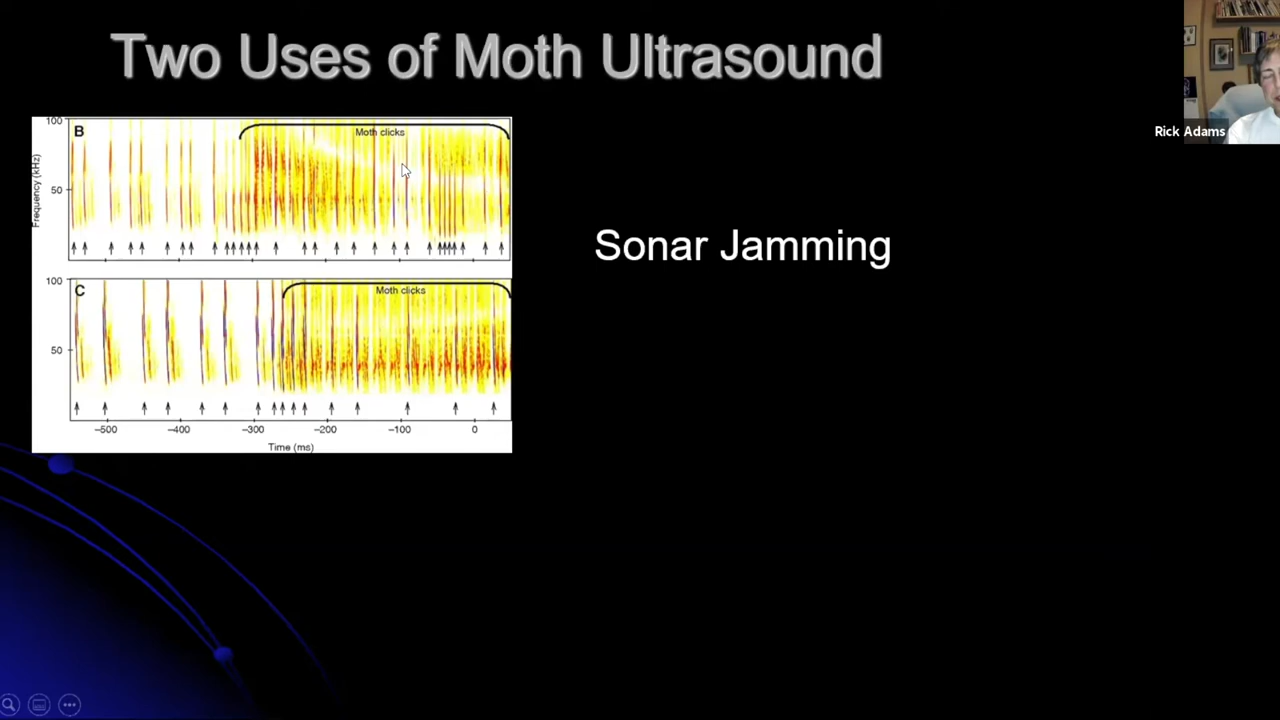 Two Uses of Moth Ultrasound
Rick Adams
B
Moth clicks
100
50
Frequency (kHz)
Sonar Jamming
C
Moth clicks
100
50
−500 −400 −300 −200 −100 0
Time (ms)